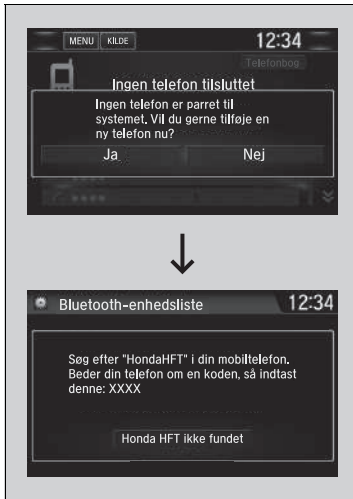 MENU KILDE 12:34
Telefonbog
Ingen telefon tilsluttet
Ingen telefon er parret til
systemet. Vil du gerne tilføje en
ny telefon nu?
Ja Nej
Bluetooth-enhedsliste 12:34
Søg efter "HondaHFT" i din mobiltelefon.
Beder din telefon om en koden, så indtast
denne: XXXX
Honda HFT ikke fundet